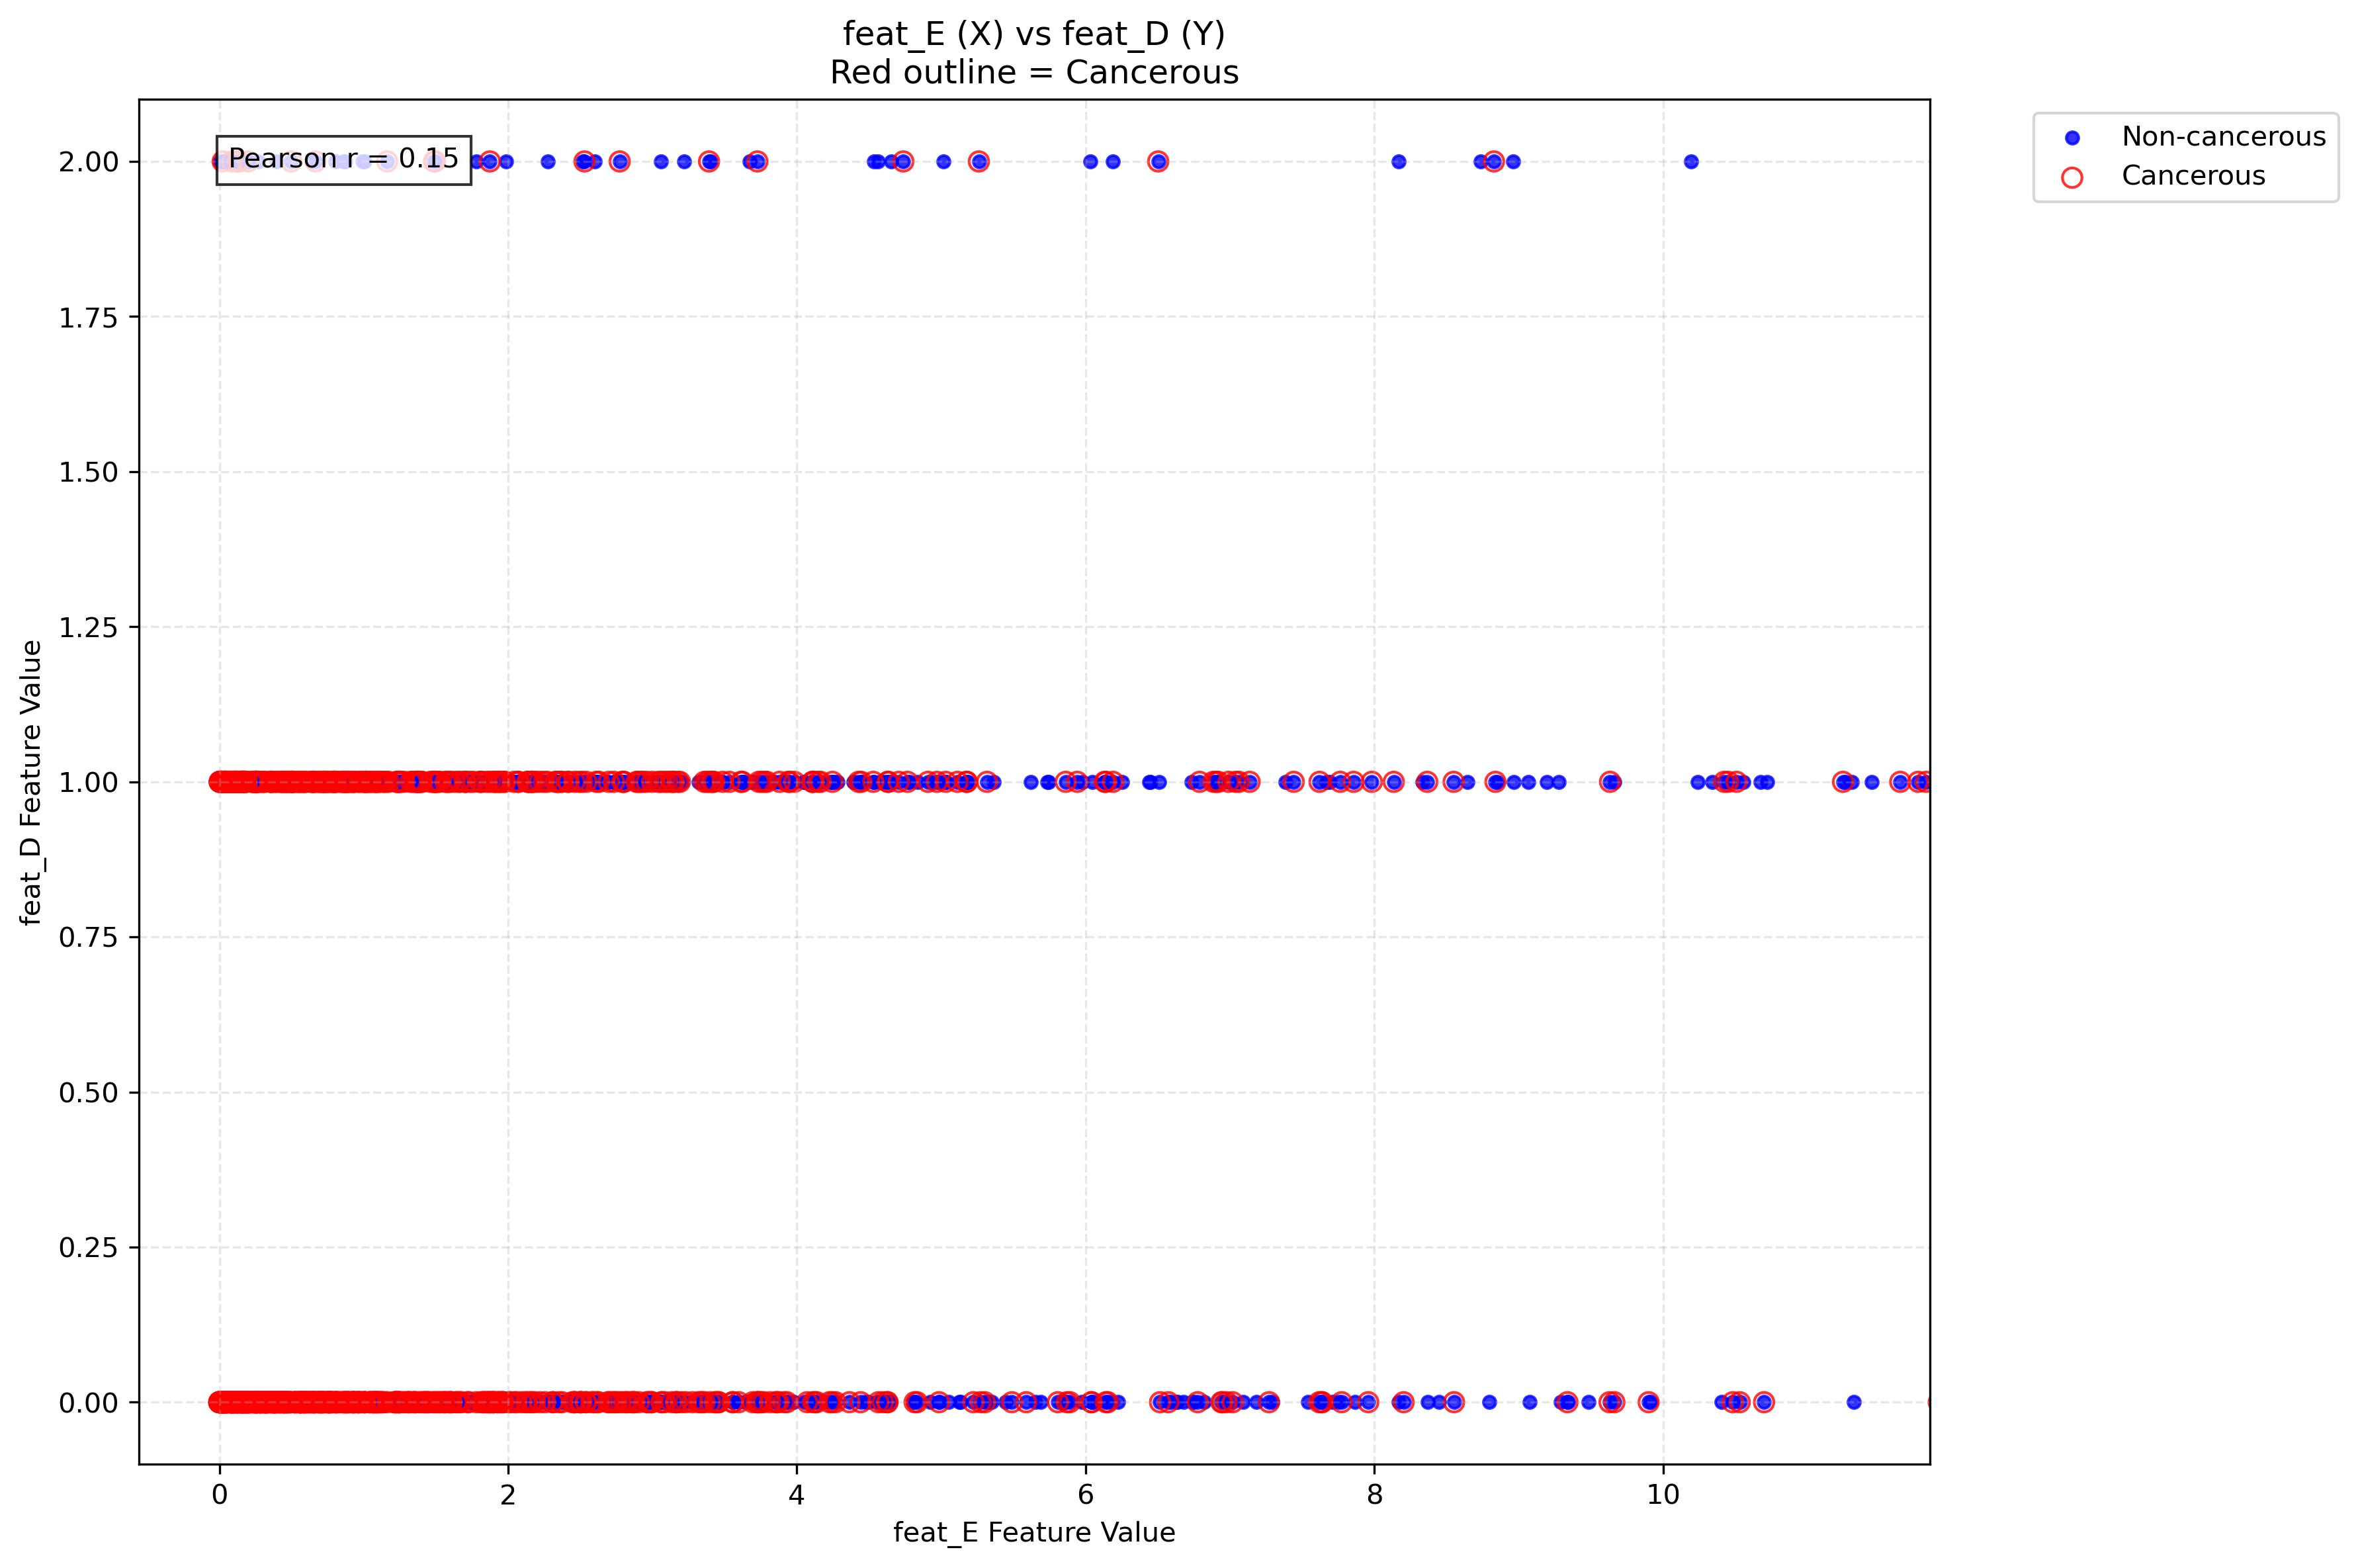 feat_E (X) vs feat_D (Y)
Red outline = Cancerous
Pearson r = 0.15
Non-cancerous
Cancerous
2.00
1.75
1.50
1.25
1.00
0.75
0.50
0.25
0.00
feat_D Feature Value
0
2
4
6
8
10
feat_E Feature Value